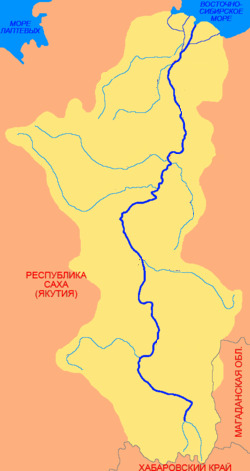 ВОСТОЧНО-
СИБИРСКОЕ
МОРЕ
МОРЕ
ЛАПТЕВЫХ
РЕСПУБЛИКА
САХА
(ЯКУТИЯ)
МАГАДАНСКАЯ ОБЛ.
ХАБАРОВСКИЙ КРАЙ